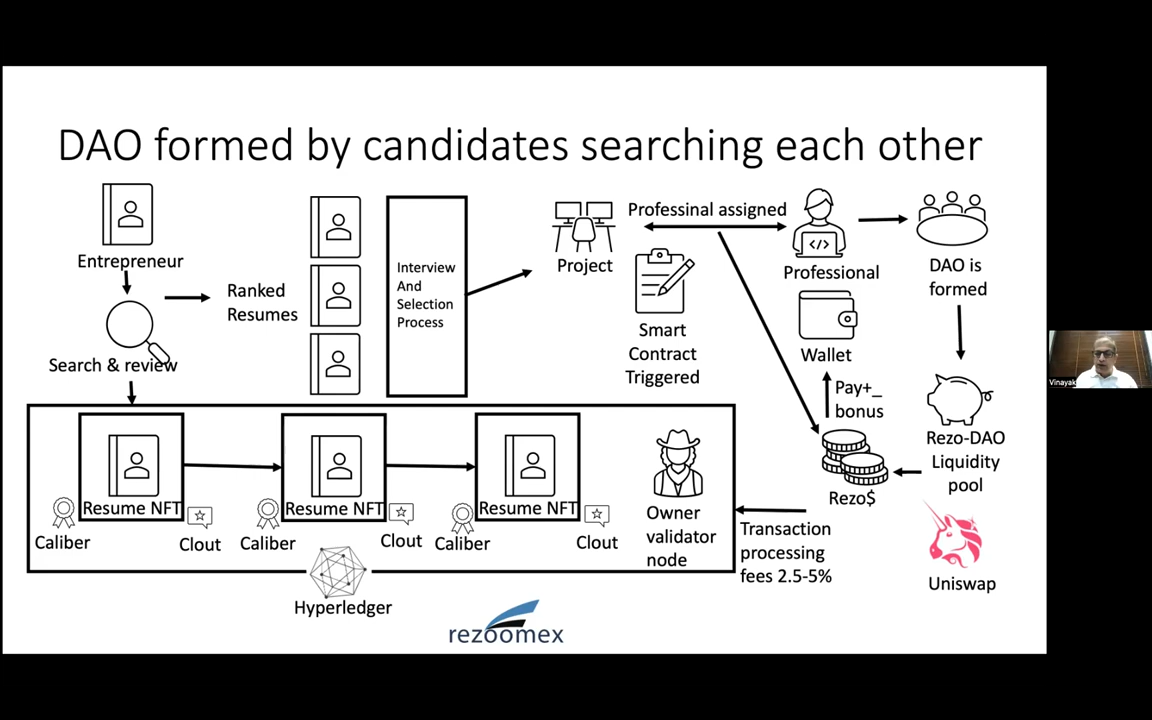 DAO formed by candidates searching each other
Entrepreneur
Search & review
Ranked
Resumes
Interview
And
Selection
Process
Project
Professinal assigned
Smart
Contract
Triggered
Professional
Wallet
Pay+_
bonus
Rezo$
DAO is
formed
Rezo-DAO
Liquidity
pool
Uniswap
Transaction
processing
fees 2.5-5%
Resume NFT
Caliber
Clout
Resume NFT
Caliber
Clout
Resume NFT
Caliber
Clout
Owner
validator
node
Hyperledger
rezoomex
Vinayak